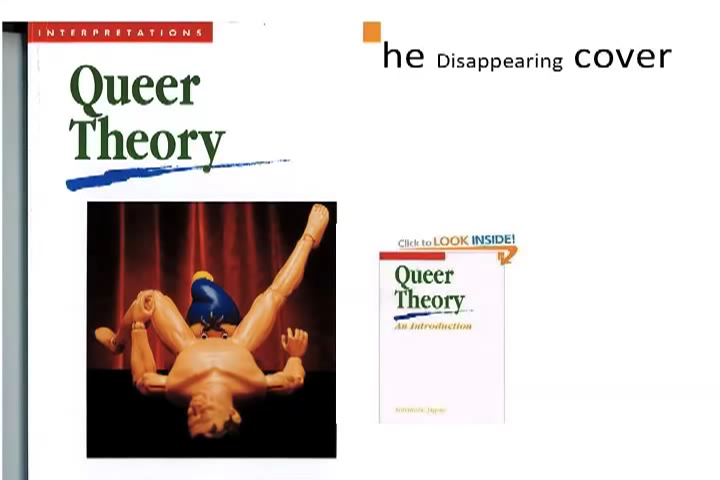 INTERPRETATIONS
Queer
Theory
he Disappearing cover
Click to LOOK INSIDE!
Queer
Theory
An Introduction